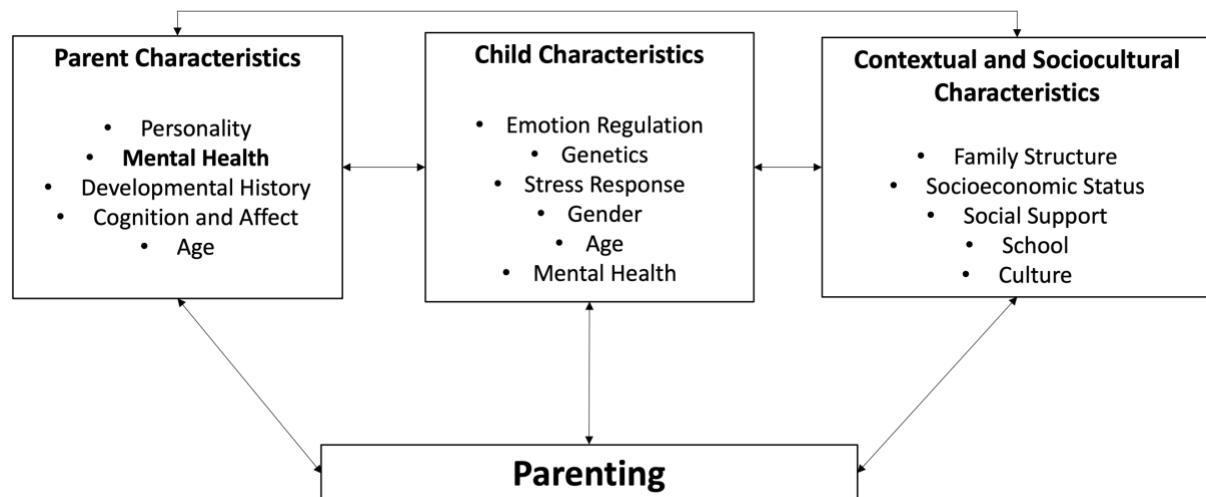 Parent Characteristics
• Personality
• Mental Health
• Developmental History
• Cognition and Affect
• Age
Child Characteristics
• Emotion Regulation
• Genetics
• Stress Response
• Gender
• Age
• Mental Health
Contextual and Sociocultural
Characteristics
• Family Structure
• Socioeconomic Status
• Social Support
• School
• Culture
Parenting